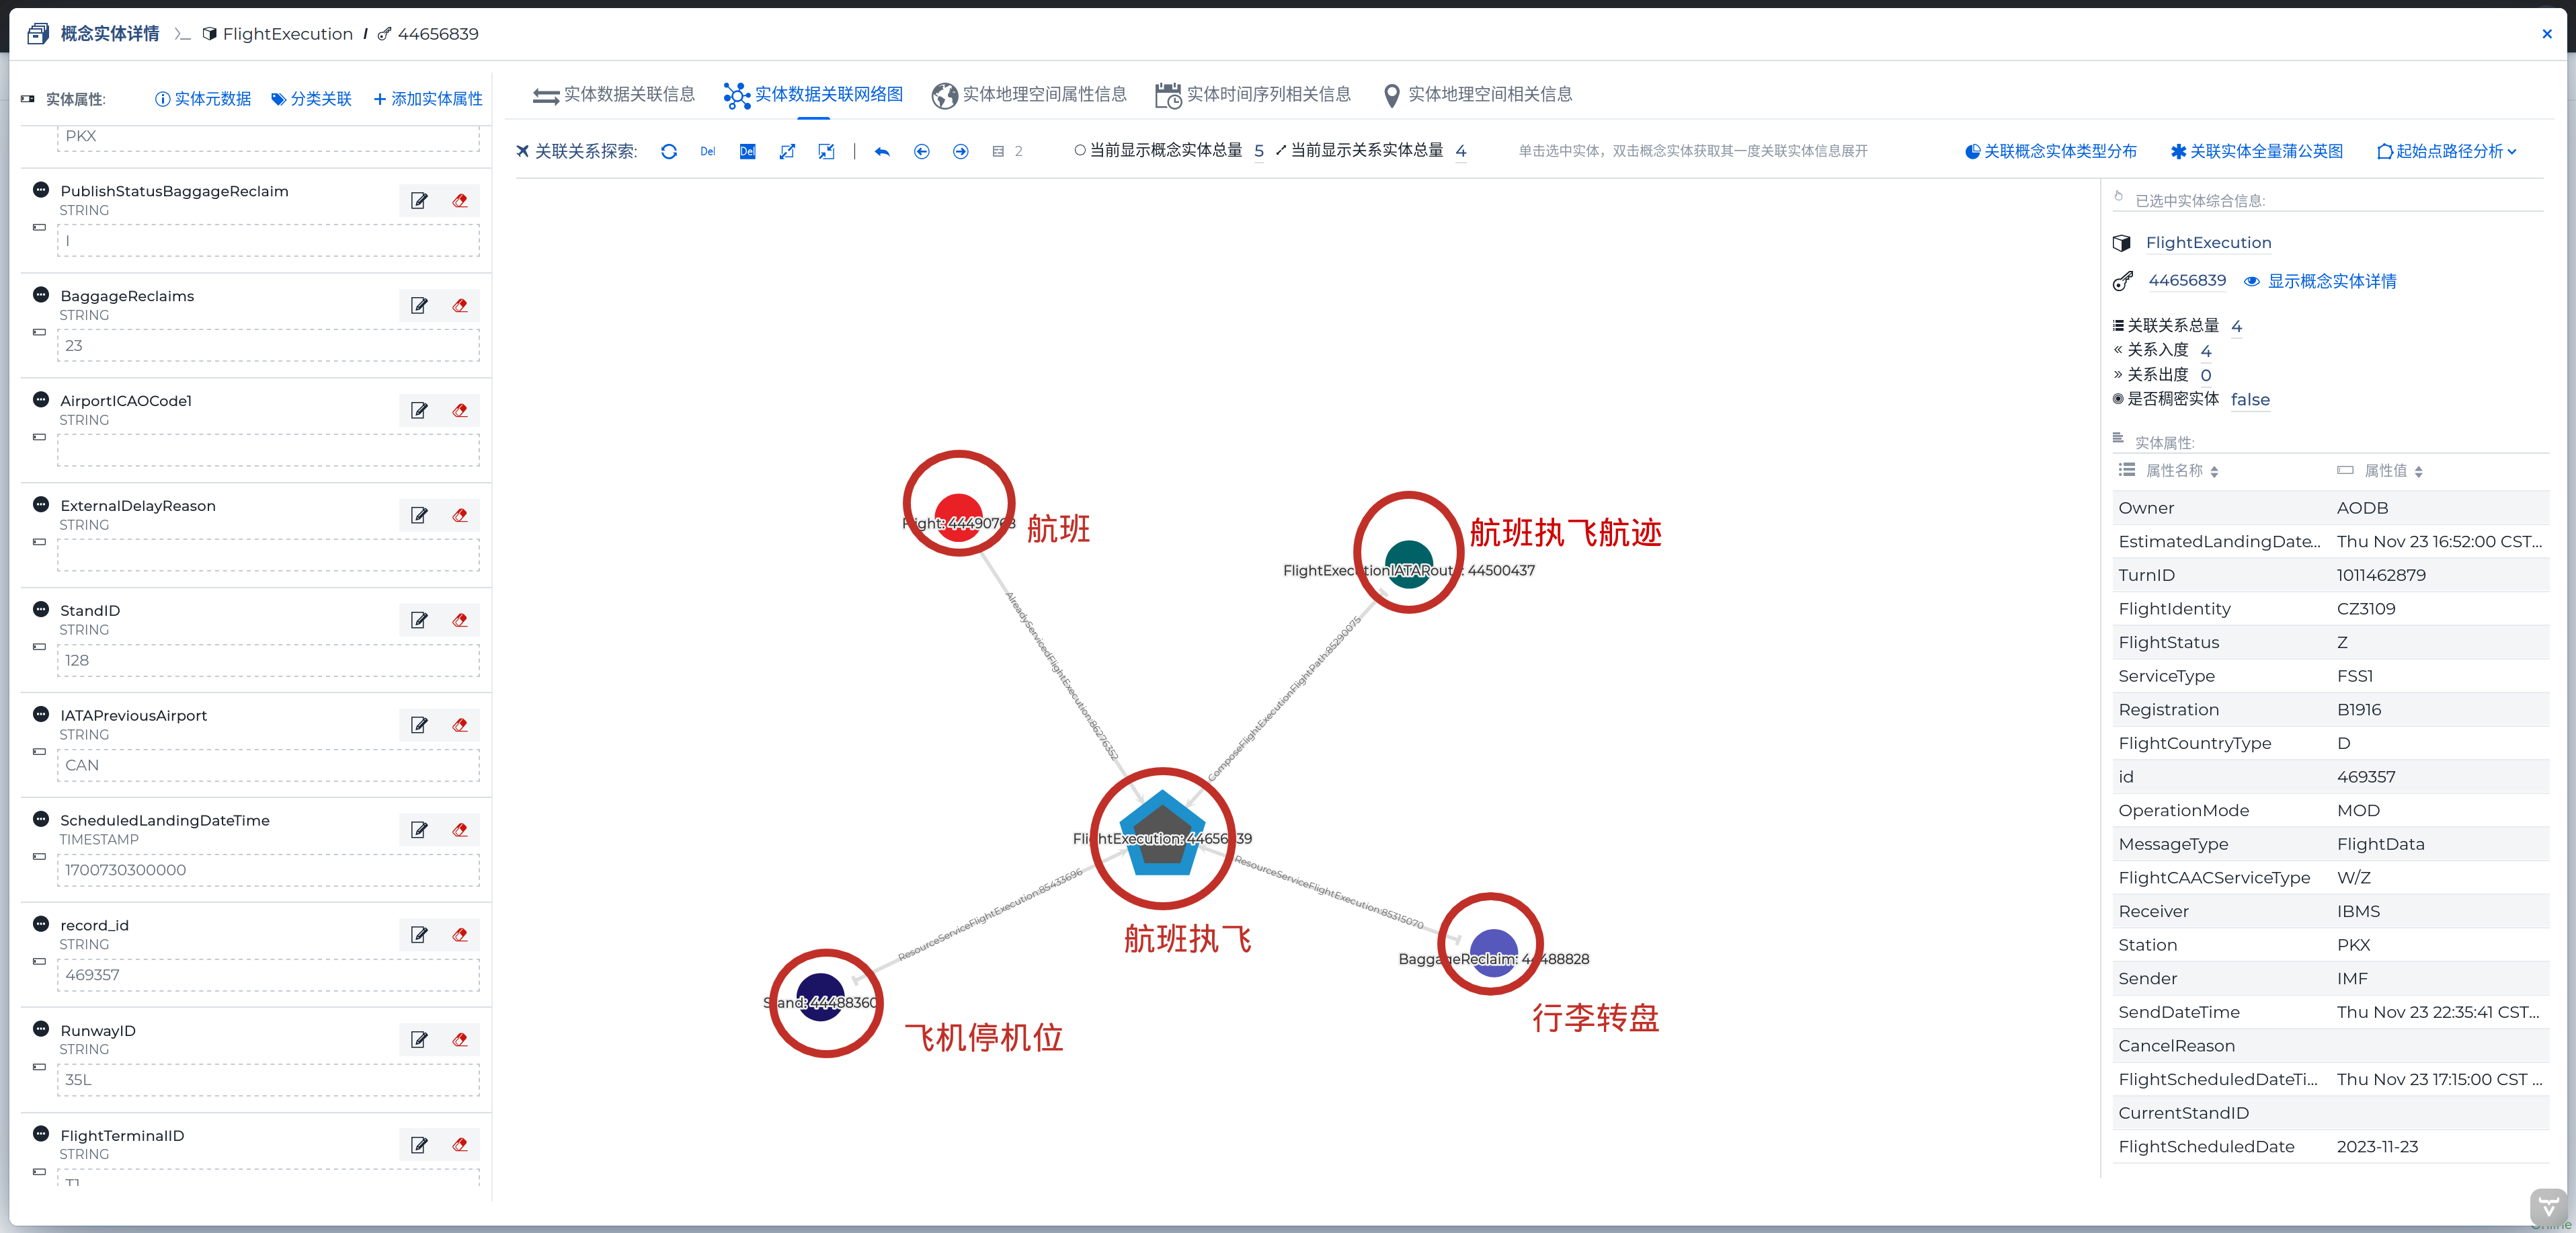 概念实体详情 FlightExecution / 44656839
实体属性: 实体元数据 分类关联 添加实体属性
PKX
PublishStatusBaggageReclaim
STRING
BaggageReclaims
STRING
23
AirportICAOCode1
STRING
ExternalDelayReason
STRING
StandID
STRING
128
IATAPreviousAirport
STRING
CAN
ScheduledLandingDateTime
TIMESTAMP
1700730300000
record_id
STRING
469357
RunwayID
STRING
35L
FlightTerminalID
STRING
T1
实体数据关联信息 实体数据关联网络图 实体地理空间属性信息 实体时间序列相关信息 实体地理空间相关信息
关联关系探索: Del Del 2 当前显示概念实体总量 5 当前显示关系实体总量 4 单击选中实体，双击概念实体获取其一度关联实体信息展开 关联概念实体类型分布 关联实体全量蒲公英图 起始点路径分析
Flight: 44490768
航班
航班执飞航迹
FlightExecutionIATARoute: 44500437
AlreadyServicedFlightExecution:86276352
ComposeFlightExecutionFlightPath:85290075
FlightExecution: 44656839
航班执飞
ResourceServiceFlightExecution:85433696
ResourceServiceFlightExecution:85315070
Stand: 44488360
飞机停机位
BaggageReclaim: 44488828
行李转盘
已选中实体综合信息:
FlightExecution
44656839 显示概念实体详情
关联关系总量 4
« 关系入度 4
» 关系出度 0
是否稠密实体 false
实体属性:
属性名称 属性值
Owner AODB
EstimatedLandingDate... Thu Nov 23 16:52:00 CST...
TurnID 1011462879
FlightIdentity CZ3109
FlightStatus Z
ServiceType FSS1
Registration B1916
FlightCountryType D
id 469357
OperationMode MOD
MessageType FlightData
FlightCAACServiceType W/Z
Receiver IBMS
Station PKX
Sender IMF
SendDateTime Thu Nov 23 22:35:41 CST...
CancelReason
FlightScheduledDateTi... Thu Nov 23 17:15:00 CST ...
CurrentStandID
FlightScheduledDate 2023-11-23